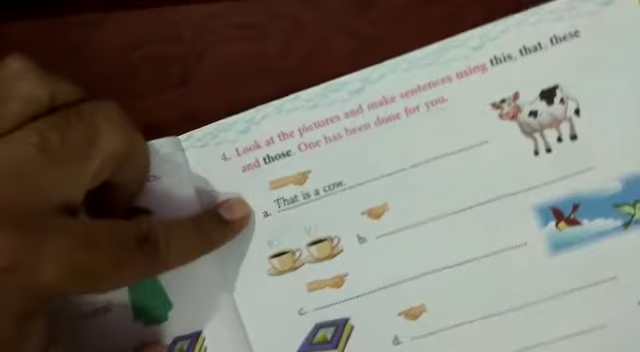 4. Look at the pictures and make sentences using this, that, these
and those. One has been done for you.
a. That is a cow.
b.
c.
d.